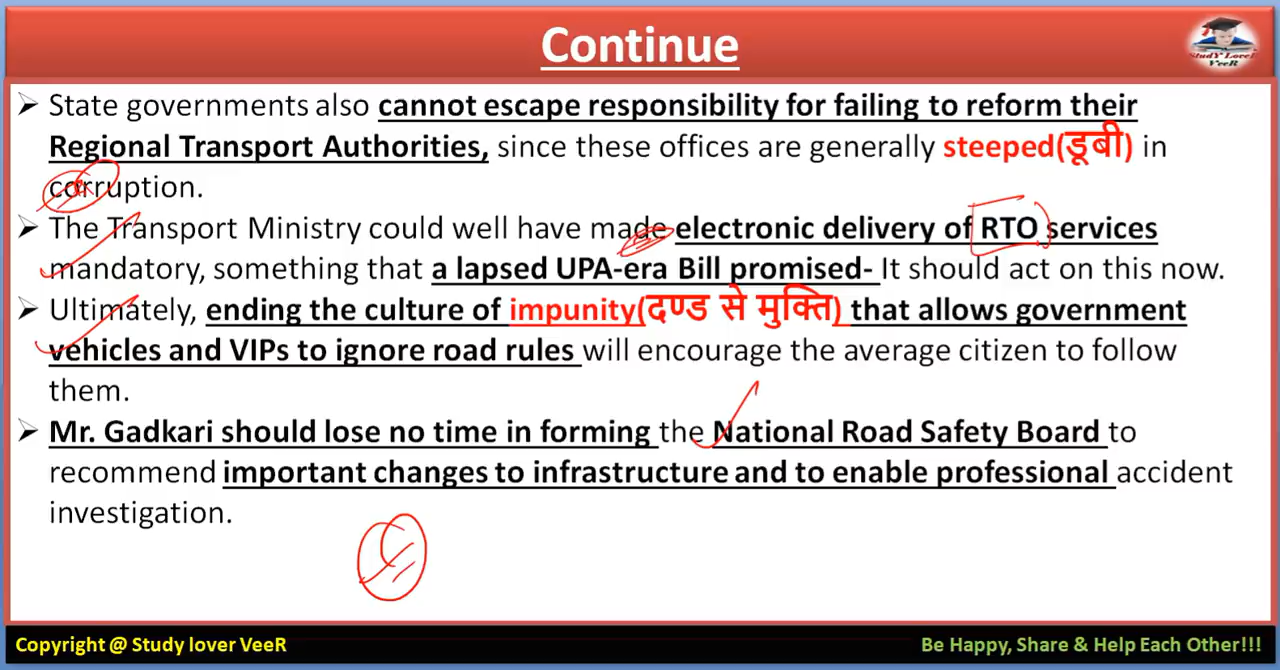 Continue
StudY LoveR
VeeR
➢ State governments also cannot escape responsibility for failing to reform their
Regional Transport Authorities, since these offices are generally steeped(डूबी) in
corruption.
➢ The Transport Ministry could well have made electronic delivery of RTO services
mandatory, something that a lapsed UPA-era Bill promised- It should act on this now.
➢ Ultimately, ending the culture of impunity(दण्ड से मुक्ति) that allows government
vehicles and VIPs to ignore road rules will encourage the average citizen to follow
them.
➢ Mr. Gadkari should lose no time in forming the National Road Safety Board to
recommend important changes to infrastructure and to enable professional accident
investigation.
Copyright @ Study lover VeeR
Be Happy, Share & Help Each Other!!!